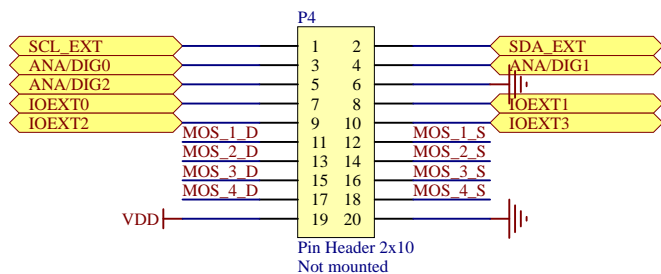 P4
SCL_EXT 1 2 SDA_EXT
ANA/DIG0 3 4 ANA/DIG1
ANA/DIG2 5 6
IOEXT0 7 8 IOEXT1
IOEXT2 9 10 IOEXT3
MOS_1_D 11 12 MOS_1_S
MOS_2_D 13 14 MOS_2_S
MOS_3_D 15 16 MOS_3_S
MOS_4_D 17 18 MOS_4_S
VDD 19 20
Pin Header 2x10
Not mounted